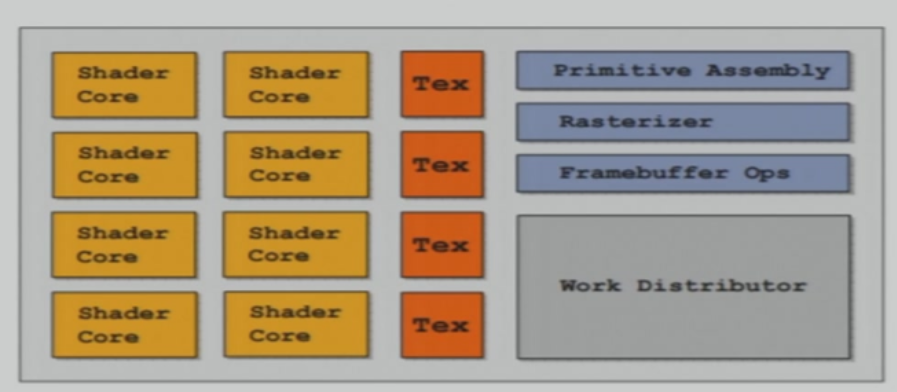 Shader
Core
Shader
Core
Tex
Primitive Assembly
Rasterizer
Framebuffer Ops
Shader
Core
Shader
Core
Tex
Shader
Core
Shader
Core
Tex
Work Distributor
Shader
Core
Shader
Core
Tex